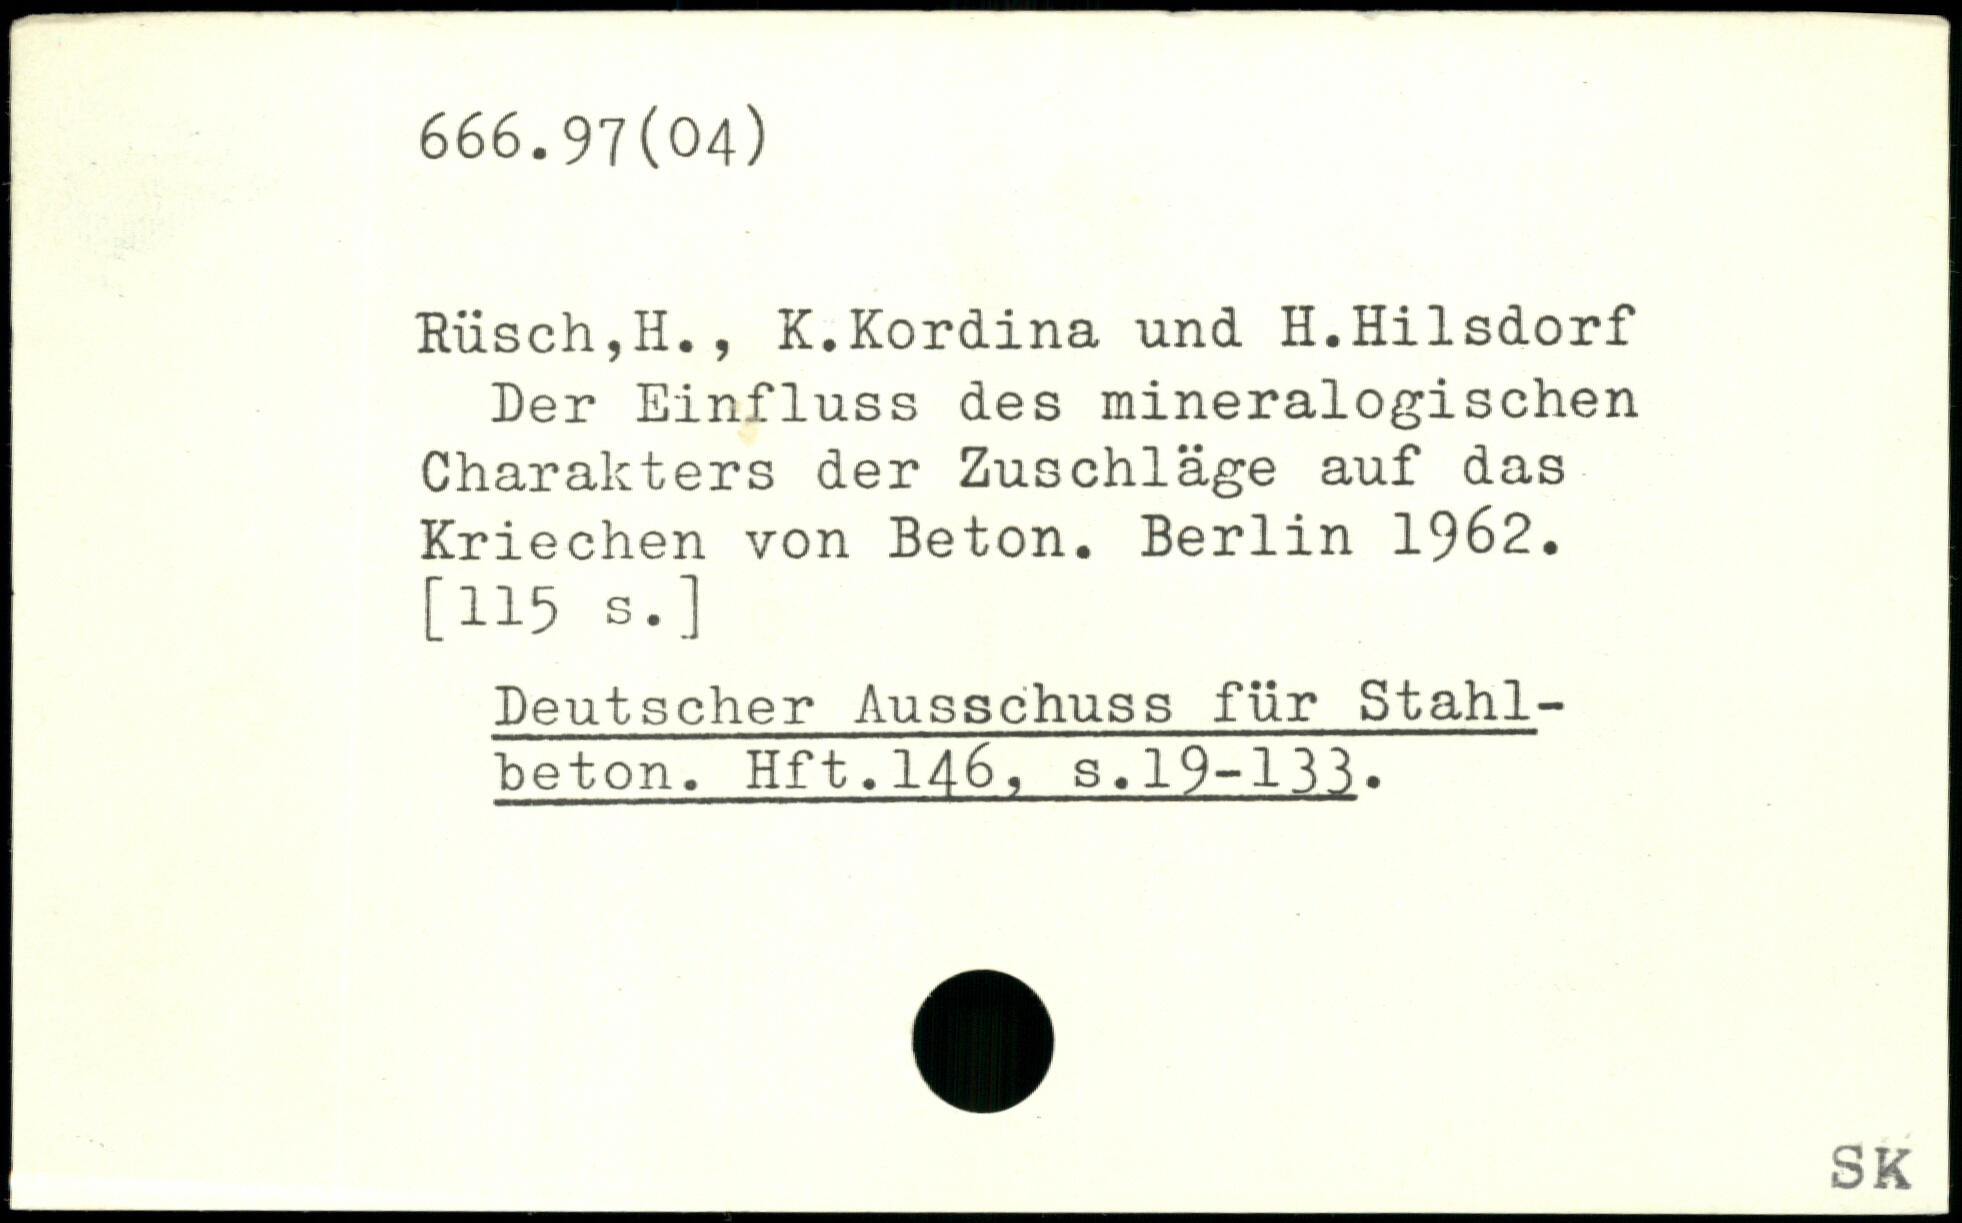 666.97(04)
Rüsch,H., K.Kordina und H.Hilsdorf
Der Einfluss des mineralogischen
Charakters der Zuschläge auf das
Kriechen von Beton. Berlin 1962.
[115 s.]
Deutscher Ausschuss für Stahl-
beton. Hft.146, s.19-133.
SK